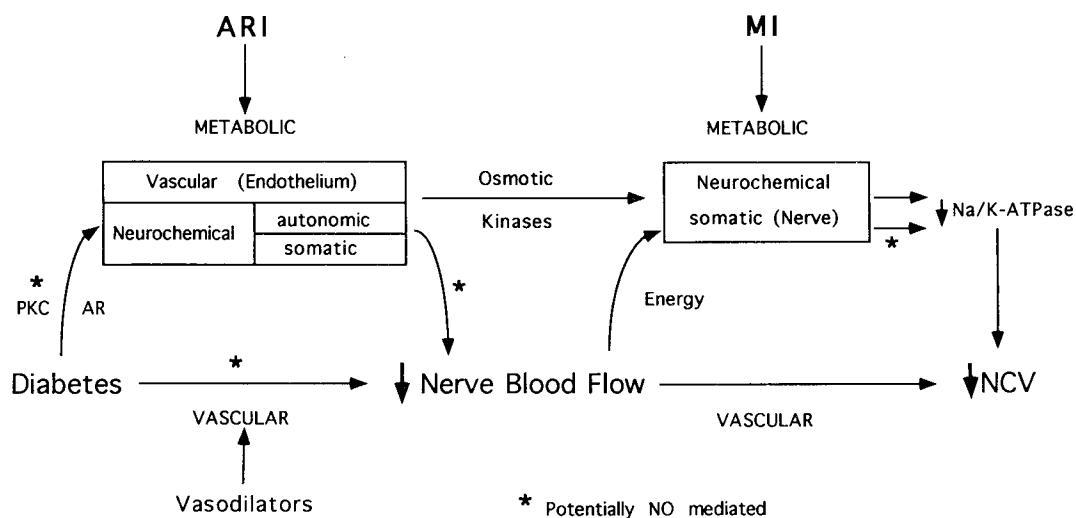 ARI
MI
METABOLIC
METABOLIC
Vascular (Endothelium)
Neurochemical
autonomic
somatic
Osmotic
Kinases
Neurochemical
somatic (Nerve)
Na/K-ATPase
*
*
PKC
AR
*
Energy
Diabetes
*
Nerve Blood Flow
NCV
VASCULAR
VASCULAR
Vasodilators
* Potentially NO mediated